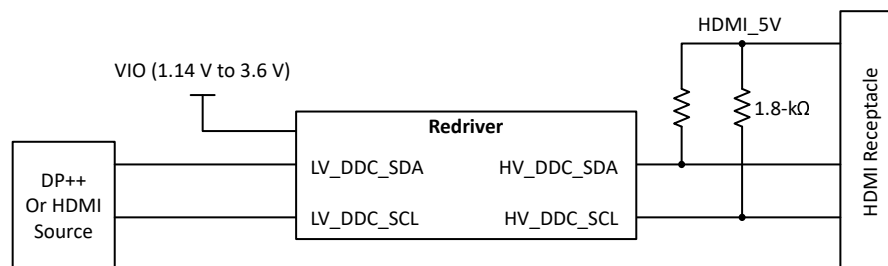 HDMI_5V
VIO (1.14 V to 3.6 V)
1.8-kΩ
Redriver
LV_DDC_SDA
HV_DDC_SDA
LV_DDC_SCL
HV_DDC_SCL
DP++
Or HDMI
Source
HDMI Receptacle